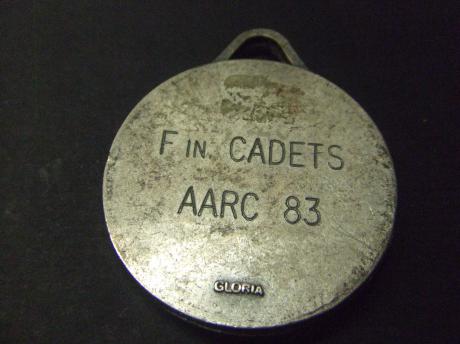 F IN. CADETS
AARC 83
GLORIA